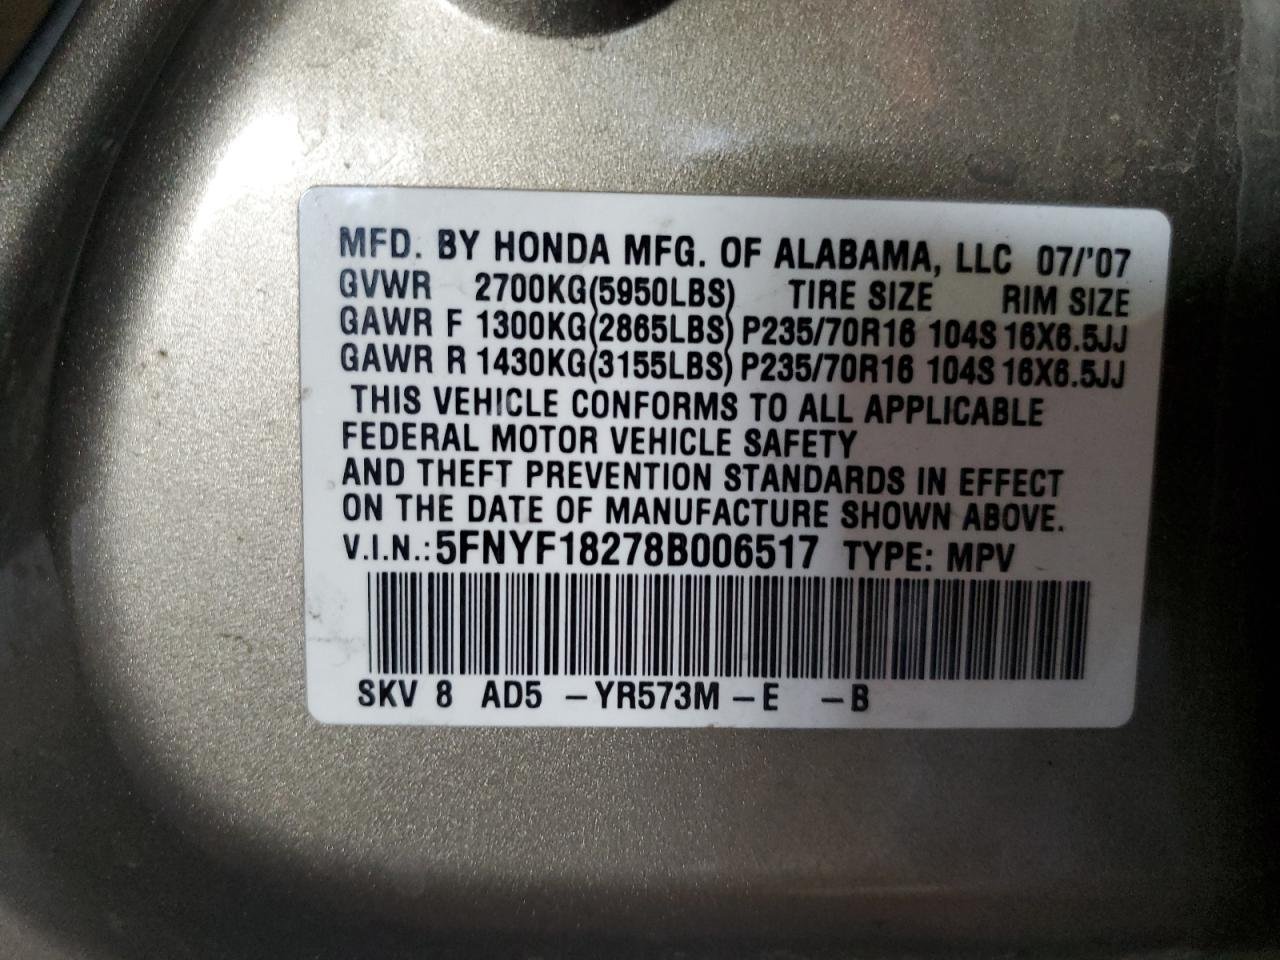 MFD. BY HONDA MFG. OF ALABAMA, LLC 07/'07
GVWR 2700KG(5950LBS) TIRE SIZE RIM SIZE
GAWR F 1300KG(2865LBS) P235/70R16 104S 16X6.5JJ
GAWR R 1430KG(3155LBS) P235/70R16 104S 16X6.5JJ
THIS VEHICLE CONFORMS TO ALL APPLICABLE
FEDERAL MOTOR VEHICLE SAFETY
AND THEFT PREVENTION STANDARDS IN EFFECT
ON THE DATE OF MANUFACTURE SHOWN ABOVE.
V.I.N.: 5FNYF18278B006517 TYPE: MPV
SKV 8 AD5 -YR573M -E -B